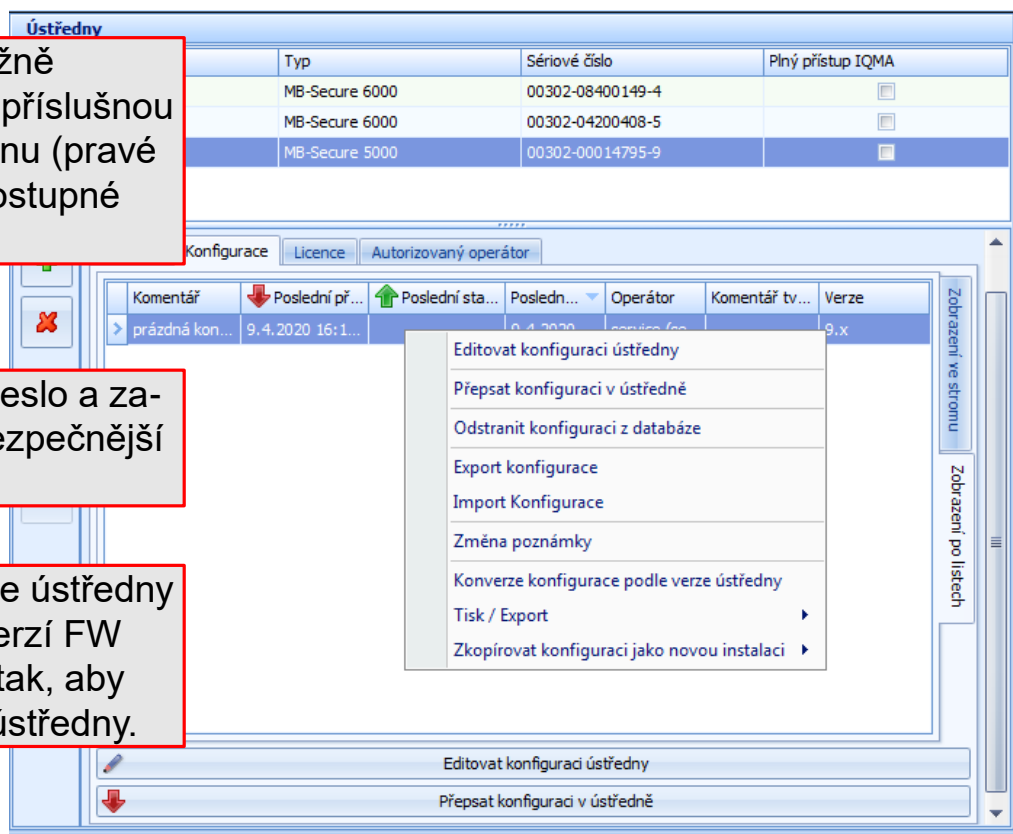 Ústředny
Typ Sériové číslo Plný přístup IQMA
MB-Secure 6000 00302-08400149-4
MB-Secure 6000 00302-04200408-5
MB-Secure 5000 00302-00014795-9
žně
příslušnou
nu (pravé
ostupné
Konfigurace Licence Autorizovaný operátor
Komentář Poslední př... Poslední sta... Posledn... Operátor Komentář tv... Verze
prázdná kon... 9.4.2020 16:1... 9.4.2020 9.x
Editovat konfiguraci ústředny
Přepsat konfiguraci v ústředně
Odstranit konfiguraci z databáze
Export konfigurace
Import Konfigurace
Změna poznámky
Konverze konfigurace podle verze ústředny
Tisk / Export
Zkopírovat konfiguraci jako novou instalaci
Zobrazení ve stromu
Zobrazení po listech
eslo a za-
ezpečnější
e ústředny
erzí FW
tak, aby
ústředny.
Editovat konfiguraci ústředny
Přepsat konfiguraci v ústředně